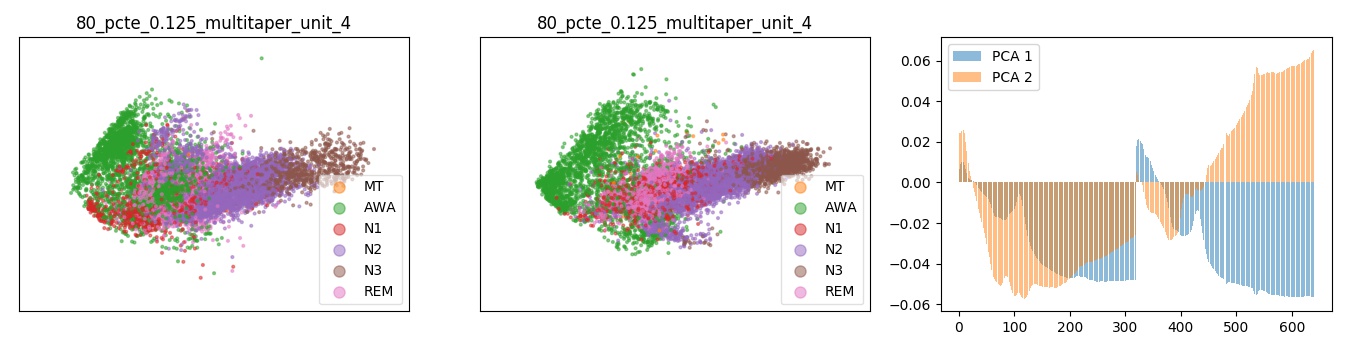 80_pcte_0.125_multitaper_unit_4
MT
AWA
N1
N2
N3
REM
80_pcte_0.125_multitaper_unit_4
MT
AWA
N1
N2
N3
REM
PCA 1
PCA 2
0.06
0.04
0.02
0.00
−0.02
−0.04
−0.06
0 100 200 300 400 500 600